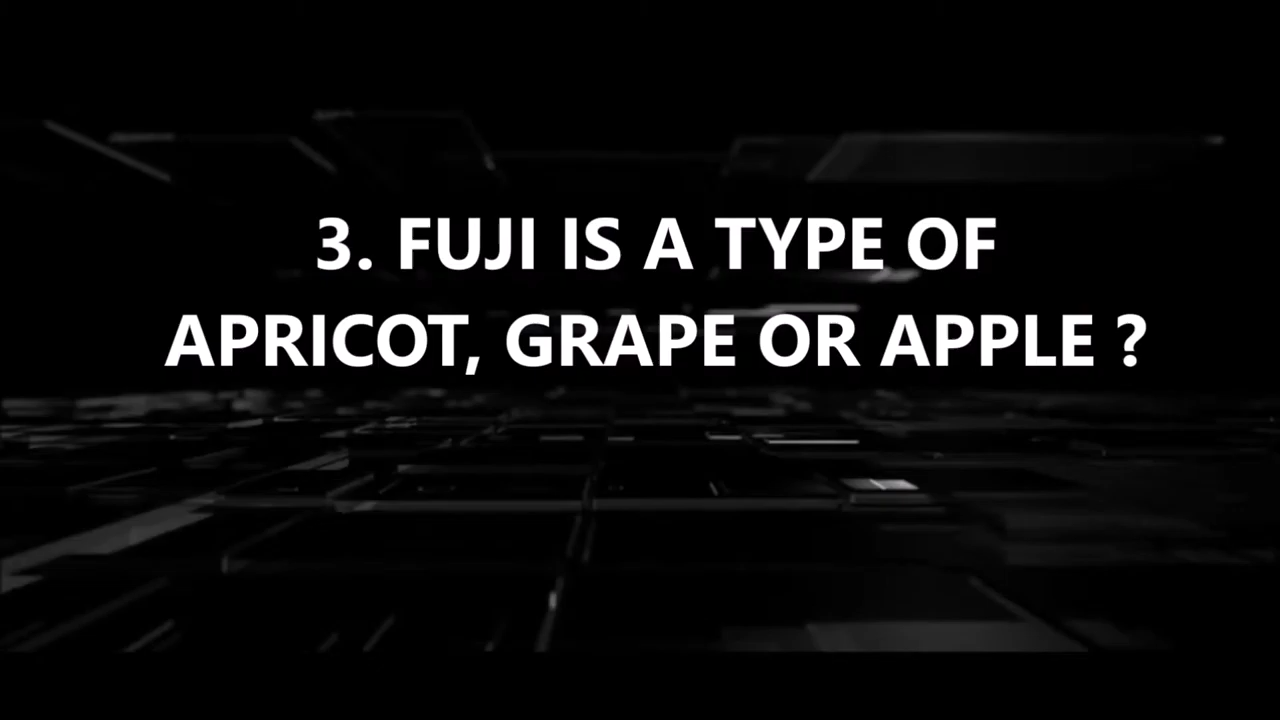 3. FUJI IS A TYPE OF
APRICOT, GRAPE OR APPLE ?